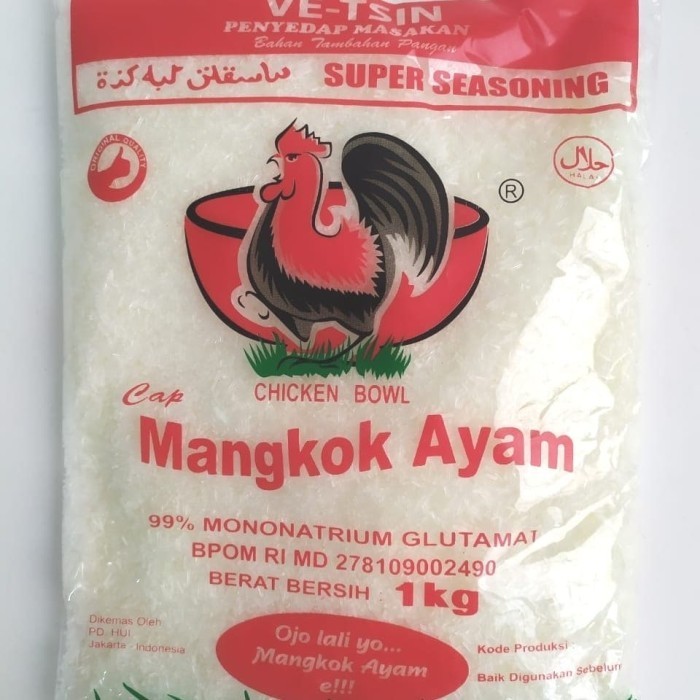 VE-TSIN
PENYEDAP MASAKAN
Bahan Tambahan Pangan
SUPER SEASONING
ORIGINAL QUALITY
حلال
HALAL
®
CHICKEN BOWL
Cap
Mangkok Ayam
99% MONONATRIUM GLUTAMAT
BPOM RI MD 278109002490
BERAT BERSIH : 1kg
Dikemas Oleh
PD. HUI
Jakarta - Indonesia
Ojo lali yo...
Mangkok Ayam
e!!!
Kode Produksi :
Baik Digunakan Sebelum